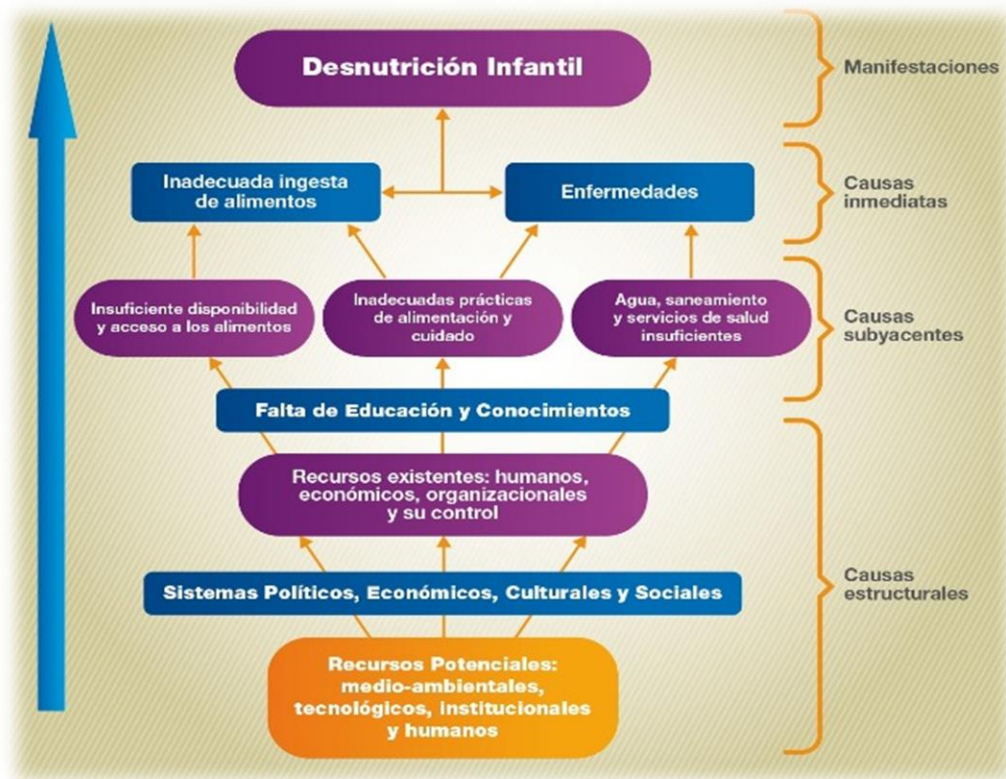 Desnutrición Infantil
Manifestaciones
Inadecuada ingesta
de alimentos
Enfermedades
Causas
inmediatas
Insuficiente disponibilidad
y acceso a los alimentos
Inadecuadas prácticas
de alimentación y
cuidado
Agua, saneamiento
y servicios de salud
insuficientes
Causas
subyacentes
Falta de Educación y Conocimientos
Recursos existentes: humanos,
económicos, organizacionales
y su control
Sistemas Políticos, Económicos, Culturales y Sociales
Causas
estructurales
Recursos Potenciales:
medio-ambientales,
tecnológicos, institucionales
y humanos